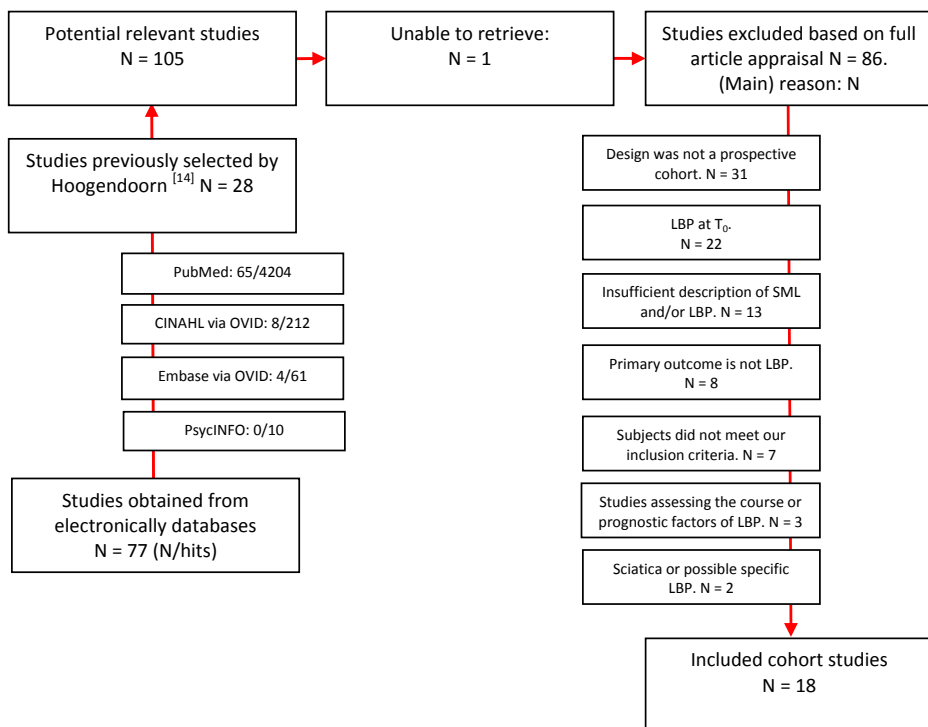 Potential relevant studies
N = 105
Unable to retrieve:
N = 1
Studies excluded based on full
article appraisal N = 86.
(Main) reason: N
Studies previously selected by
Hoogendoorn [14] N = 28
PubMed: 65/4204
CINAHL via OVID: 8/212
Embase via OVID: 4/61
PsycINFO: 0/10
Studies obtained from
electronically databases
N = 77 (N/hits)
Design was not a prospective
cohort. N = 31
LBP at T0.
N = 22
Insufficient description of SML
and/or LBP. N = 13
Primary outcome is not LBP.
N = 8
Subjects did not meet our
inclusion criteria. N = 7
Studies assessing the course or
prognostic factors of LBP. N = 3
Sciatica or possible specific
LBP. N = 2
Included cohort studies
N = 18